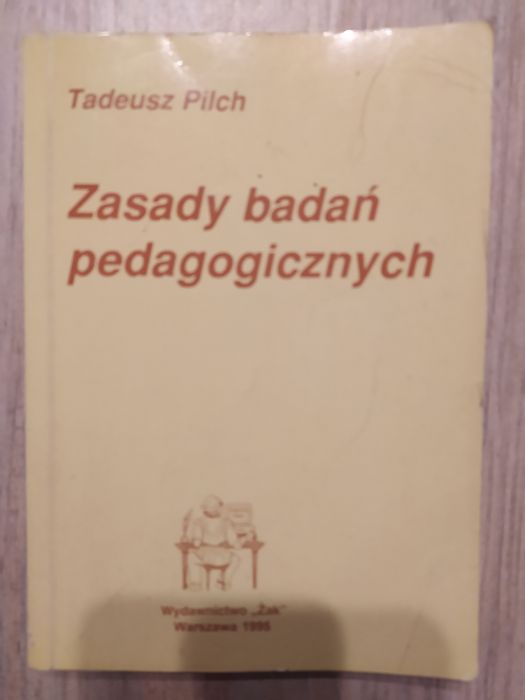 Tadeusz Pilch
Zasady badań
pedagogicznych
Wydawnictwo „Żak”
Warszawa 1995